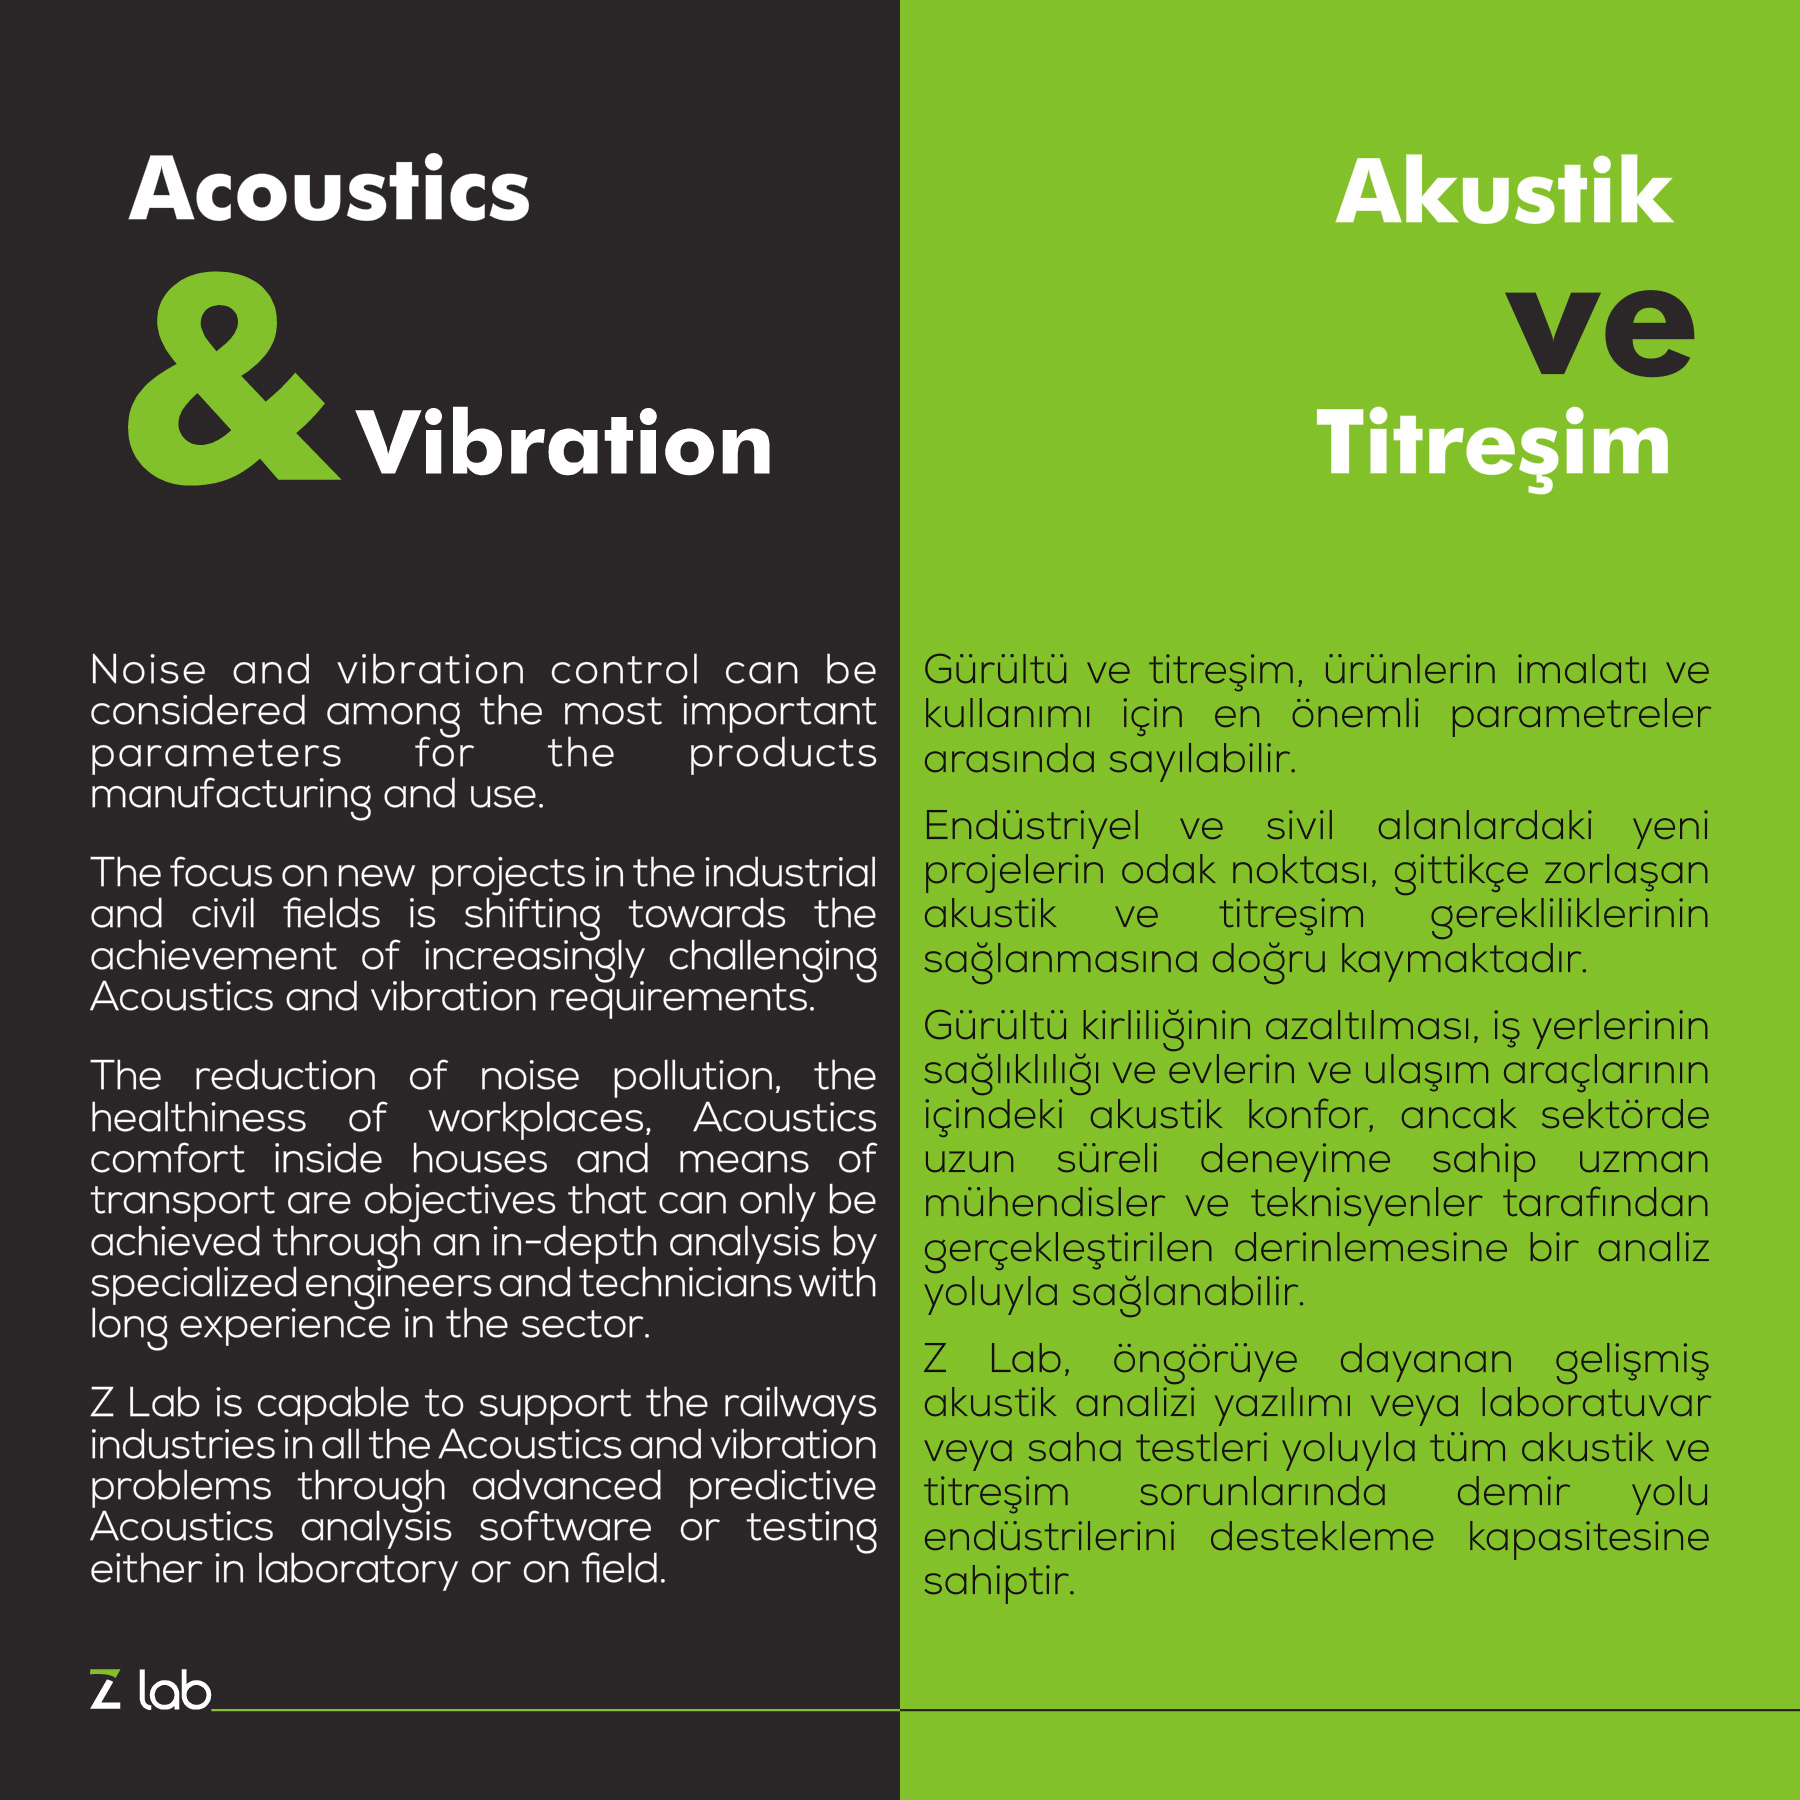 Acoustics
&
Vibration
Noise and vibration control can be
considered among the most important
parameters for the products
manufacturing and use.
The focus on new projects in the industrial
and civil fields is shifting towards the
achievement of increasingly challenging
Acoustics and vibration requirements.
The reduction of noise pollution, the
healthiness of workplaces, Acoustics
comfort inside houses and means of
transport are objectives that can only be
achieved through an in-depth analysis by
specialized engineers and technicians with
long experience in the sector.
Z Lab is capable to support the railways
industries in all the Acoustics and vibration
problems through advanced predictive
Acoustics analysis software or testing
either in laboratory or on field.
Z lab
Akustik
ve
Titreşim
Gürültü ve titreşim, ürünlerin imalatı ve
kullanımı için en önemli parametreler
arasında sayılabilir.
Endüstriyel ve sivil alanlardaki yeni
projelerin odak noktası, gittikçe zorlaşan
akustik ve titreşim gerekliliklerinin
sağlanmasına doğru kaymaktadır.
Gürültü kirliliğinin azaltılması, iş yerlerinin
sağlıklılığı ve evlerin ve ulaşım araçlarının
içindeki akustik konfor, ancak sektörde
uzun süreli deneyime sahip uzman
mühendisler ve teknisyenler tarafından
gerçekleştirilen derinlemesine bir analiz
yoluyla sağlanabilir.
Z Lab, öngörüye dayanan gelişmiş
akustik analizi yazılımı veya laboratuvar
veya saha testleri yoluyla tüm akustik ve
titreşim sorunlarında demir yolu
endüstrilerini destekleme kapasitesine
sahiptir.